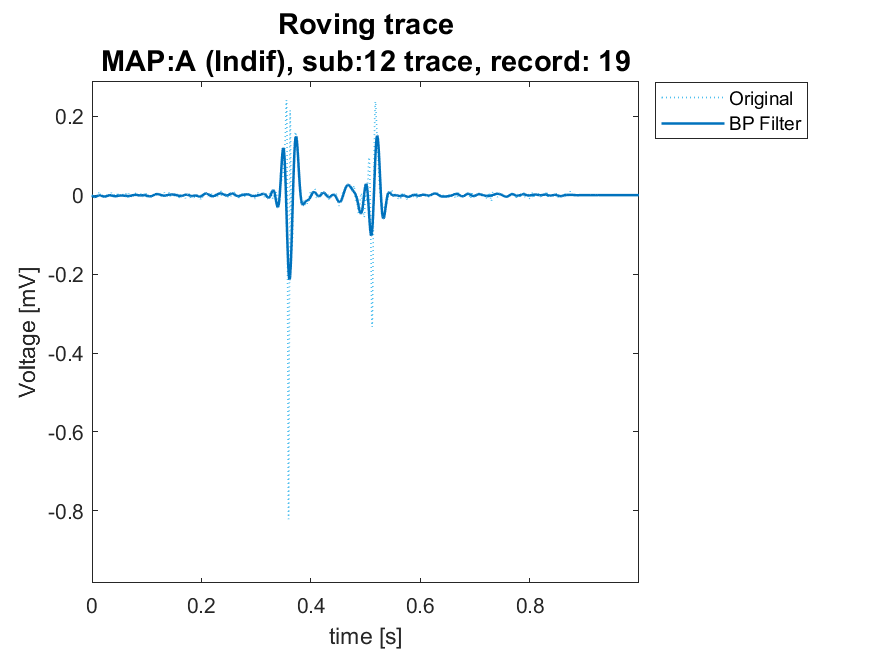 Roving trace
MAP:A (Indif), sub:12 trace, record: 19
Original
BP Filter
0.2
0
-0.2
-0.4
-0.6
-0.8
Voltage [mV]
0
0.2
0.4
0.6
0.8
time [s]